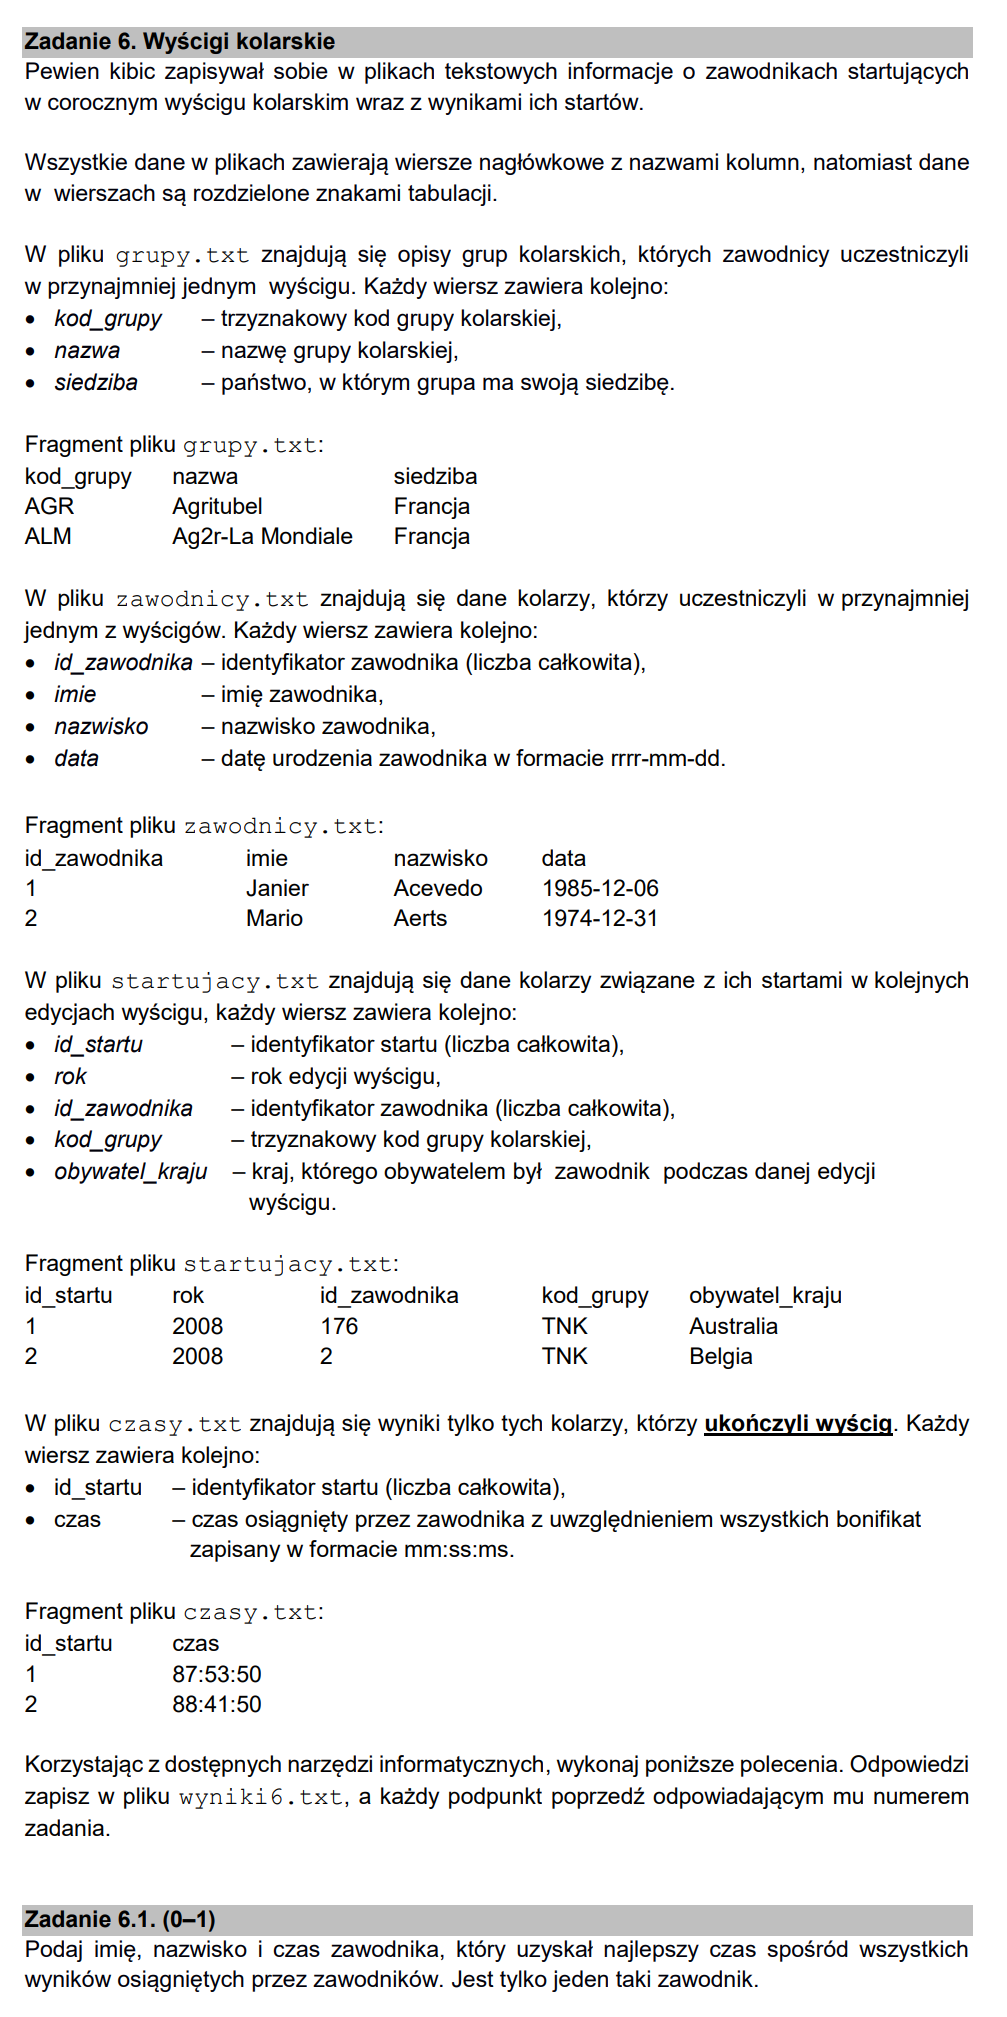 Zadanie 6. Wyścigi kolarskie
Pewien kibic zapisywał sobie w plikach tekstowych informacje o zawodnikach startujących
w corocznym wyścigu kolarskim wraz z wynikami ich startów.
Wszystkie dane w plikach zawierają wiersze nagłówkowe z nazwami kolumn, natomiast dane
w wierszach są rozdzielone znakami tabulacji.
W pliku grupy.txt znajdują się opisy grup kolarskich, których zawodnicy uczestniczyli
w przynajmniej jednym wyścigu. Każdy wiersz zawiera kolejno:
• kod_grupy – trzyznakowy kod grupy kolarskiej,
• nazwa – nazwę grupy kolarskiej,
• siedziba – państwo, w którym grupa ma swoją siedzibę.
Fragment pliku grupy.txt:
kod_grupy nazwa siedziba
AGR Agritubel Francja
ALM Ag2r-La Mondiale Francja
W pliku zawodnicy.txt znajdują się dane kolarzy, którzy uczestniczyli w przynajmniej
jednym z wyścigów. Każdy wiersz zawiera kolejno:
• id_zawodnika – identyfikator zawodnika (liczba całkowita),
• imie – imię zawodnika,
• nazwisko – nazwisko zawodnika,
• data – datę urodzenia zawodnika w formacie rrrr-mm-dd.
Fragment pliku zawodnicy.txt:
id_zawodnika imie nazwisko data
1 Janier Acevedo 1985-12-06
2 Mario Aerts 1974-12-31
W pliku startujacy.txt znajdują się dane kolarzy związane z ich startami w kolejnych
edycjach wyścigu, każdy wiersz zawiera kolejno:
• id_startu – identyfikator startu (liczba całkowita),
• rok – rok edycji wyścigu,
• id_zawodnika – identyfikator zawodnika (liczba całkowita),
• kod_grupy – trzyznakowy kod grupy kolarskiej,
• obywatel_kraju – kraj, którego obywatelem był zawodnik podczas danej edycji
wyścigu.
Fragment pliku startujacy.txt:
id_startu rok id_zawodnika kod_grupy obywatel_kraju
1 2008 176 TNK Australia
2 2008 2 TNK Belgia
W pliku czasy.txt znajdują się wyniki tylko tych kolarzy, którzy ukończyli wyścig. Każdy
wiersz zawiera kolejno:
• id_startu – identyfikator startu (liczba całkowita),
• czas – czas osiągnięty przez zawodnika z uwzględnieniem wszystkich bonifikat
zapisany w formacie mm:ss:ms.
Fragment pliku czasy.txt:
id_startu czas
1 87:53:50
2 88:41:50
Korzystając z dostępnych narzędzi informatycznych, wykonaj poniższe polecenia. Odpowiedzi
zapisz w pliku wyniki6.txt, a każdy podpunkt poprzedź odpowiadającym mu numerem
zadania.
Zadanie 6.1. (0–1)
Podaj imię, nazwisko i czas zawodnika, który uzyskał najlepszy czas spośród wszystkich
wyników osiągniętych przez zawodników. Jest tylko jeden taki zawodnik.